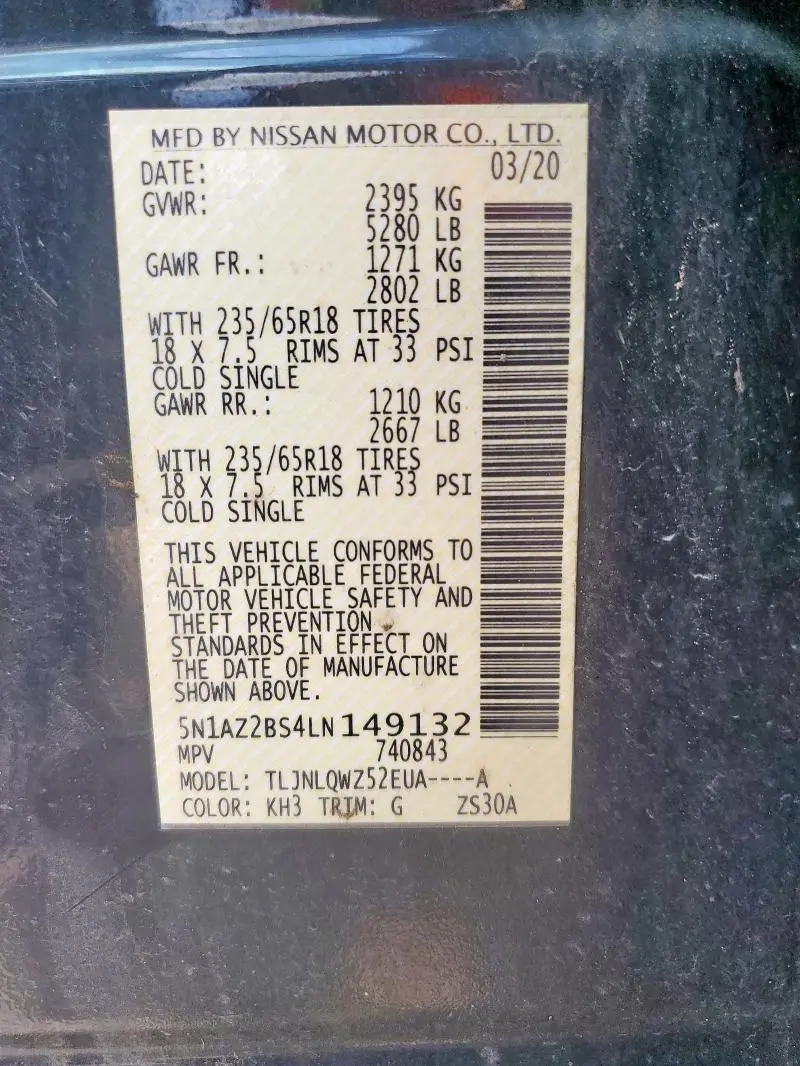 MFD BY NISSAN MOTOR CO., LTD.
DATE: 03/20
GVWR: 2395 KG
5280 LB
GAWR FR.: 1271 KG
2802 LB
WITH 235/65R18 TIRES
18 X 7.5 RIMS AT 33 PSI
COLD SINGLE
GAWR RR.: 1210 KG
2667 LB
WITH 235/65R18 TIRES
18 X 7.5 RIMS AT 33 PSI
COLD SINGLE
THIS VEHICLE CONFORMS TO
ALL APPLICABLE FEDERAL
MOTOR VEHICLE SAFETY AND
THEFT PREVENTION
STANDARDS IN EFFECT ON
THE DATE OF MANUFACTURE
SHOWN ABOVE.
5N1AZ2BS4LN149132
MPV 740843
MODEL: TLJNLQWZ52EUA----A
COLOR: KH3 TRIM: G ZS30A